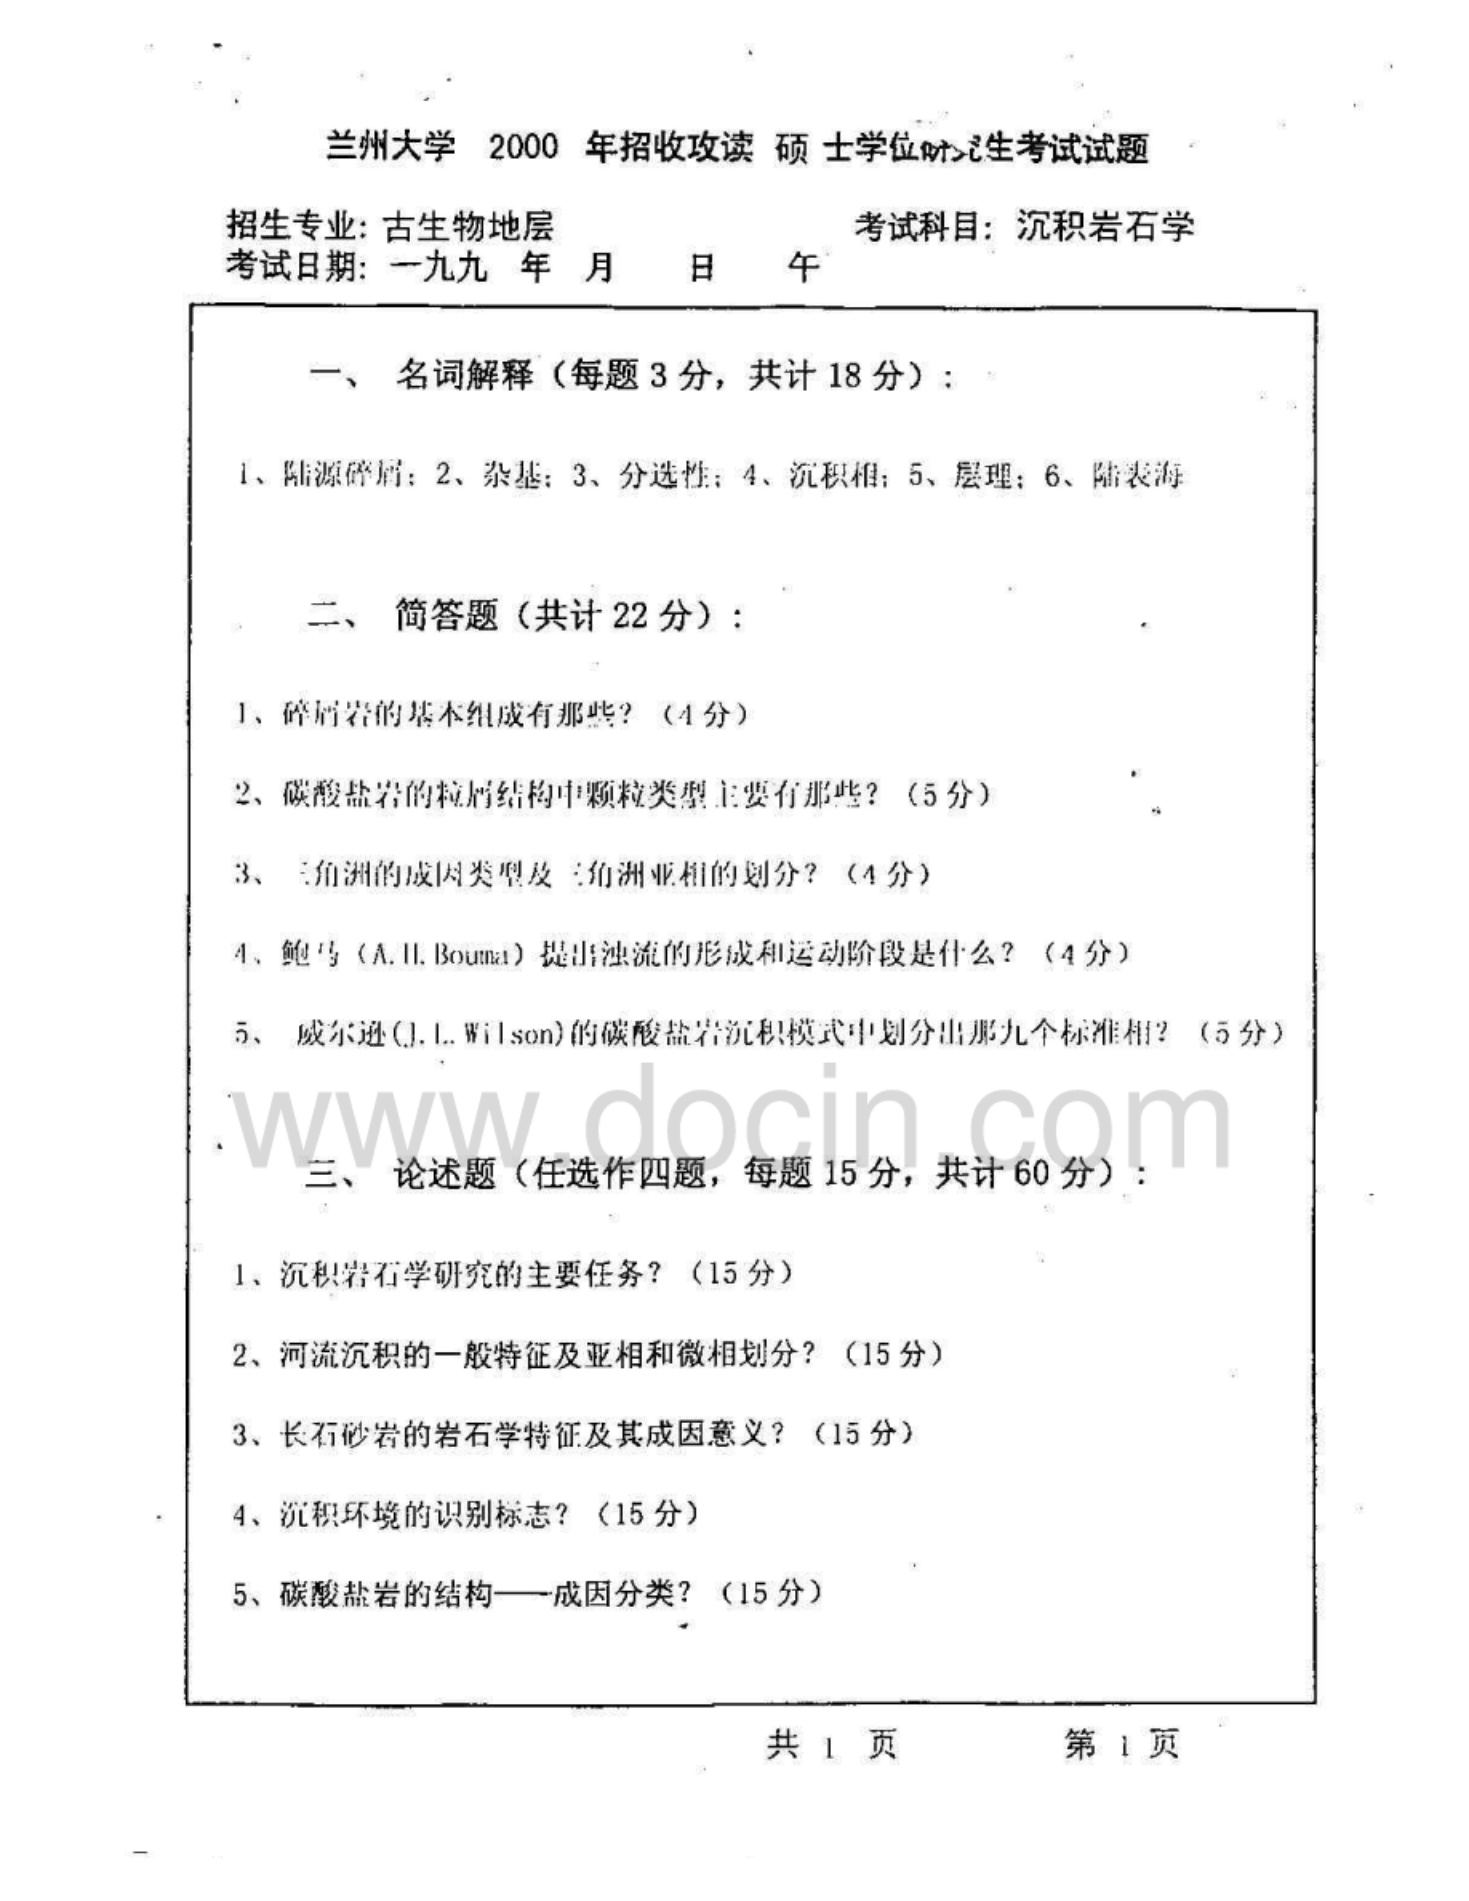 兰州大学 2000 年招收攻读 硕 士学位研究生考试试题
招生专业: 古生物地层 考试科目: 沉积岩石学
考试日期: 一九九 年 月 日 午
一、 名词解释（每题 3 分，共计 18 分）:
1、陆源碎屑；2、杂基；3、分选性；4、沉积相；5、层理；6、陆表海
二、 简答题（共计 22 分）:
1、碎屑岩的基本组成有那些？（4 分）
2、碳酸盐岩的粒屑结构中颗粒类型主要有那些？（5 分）
3、三角洲的成因类型及三角洲亚相的划分？（4 分）
4、鲍马（A.H.Bouma）提出浊流的形成和运动阶段是什么？（4 分）
5、 威尔逊(J.L.Wilson)的碳酸盐岩沉积模式中划分出那九个标准相？（5 分）
www.docin.com
三、 论述题（任选作四题，每题 15 分，共计 60 分）:
1、沉积岩石学研究的主要任务？（15 分）
2、河流沉积的一般特征及亚相和微相划分？（15 分）
3、长石砂岩的岩石学特征及其成因意义？（15 分）
4、沉积环境的识别标志？（15 分）
5、碳酸盐岩的结构——成因分类？（15 分）
共 1 页 第 1 页